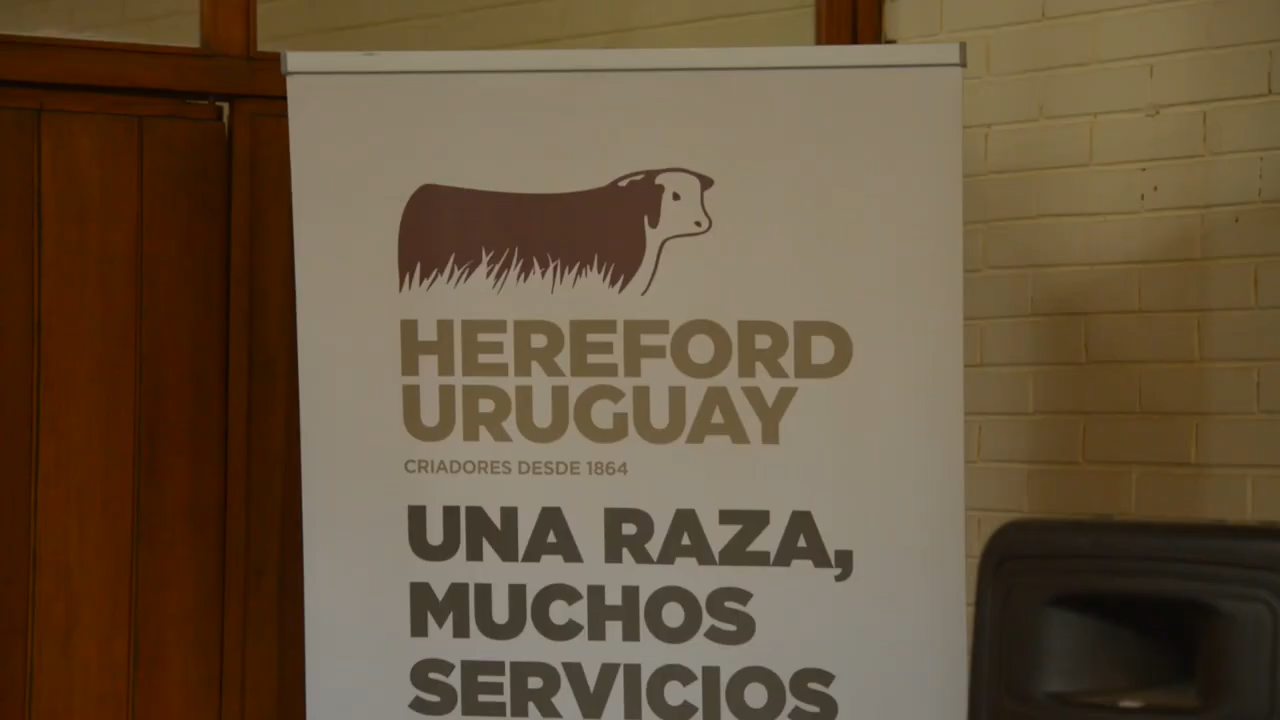 HEREFORD
URUGUAY
CRIADORES DESDE 1864
UNA RAZA,
MUCHOS
SERVICIOS